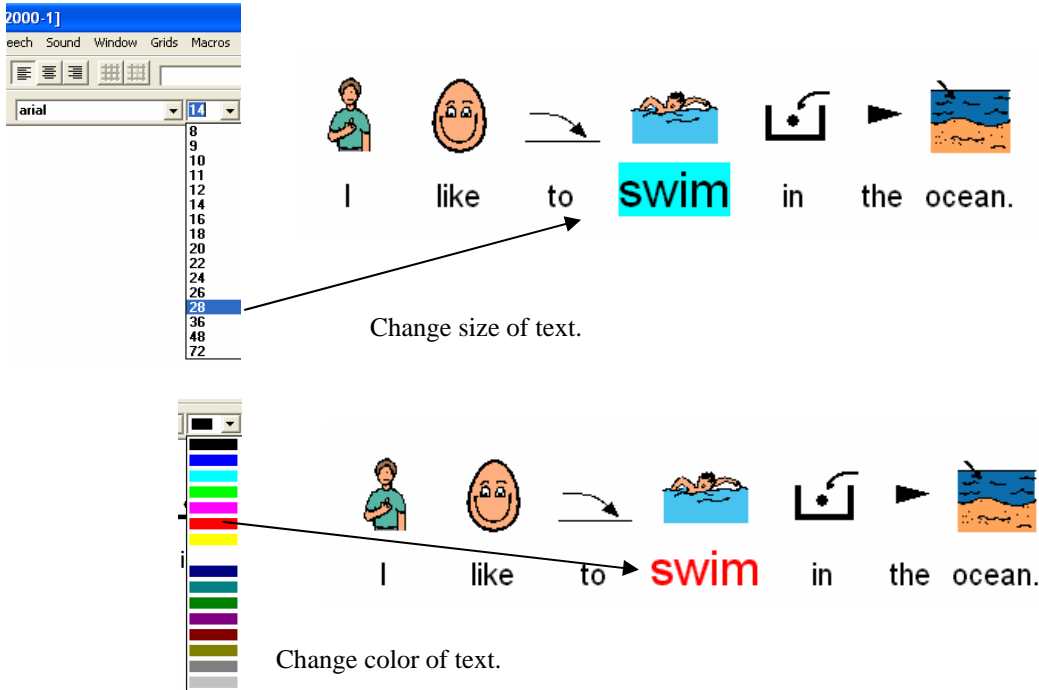 2000-1]
eech Sound Window Grids Macros
arial 14
8
9
10
11
12
14
16
18
20
22
24
26
28
36
48
72
I like to swim in the ocean.
Change size of text.
i
I like to swim in the ocean.
Change color of text.